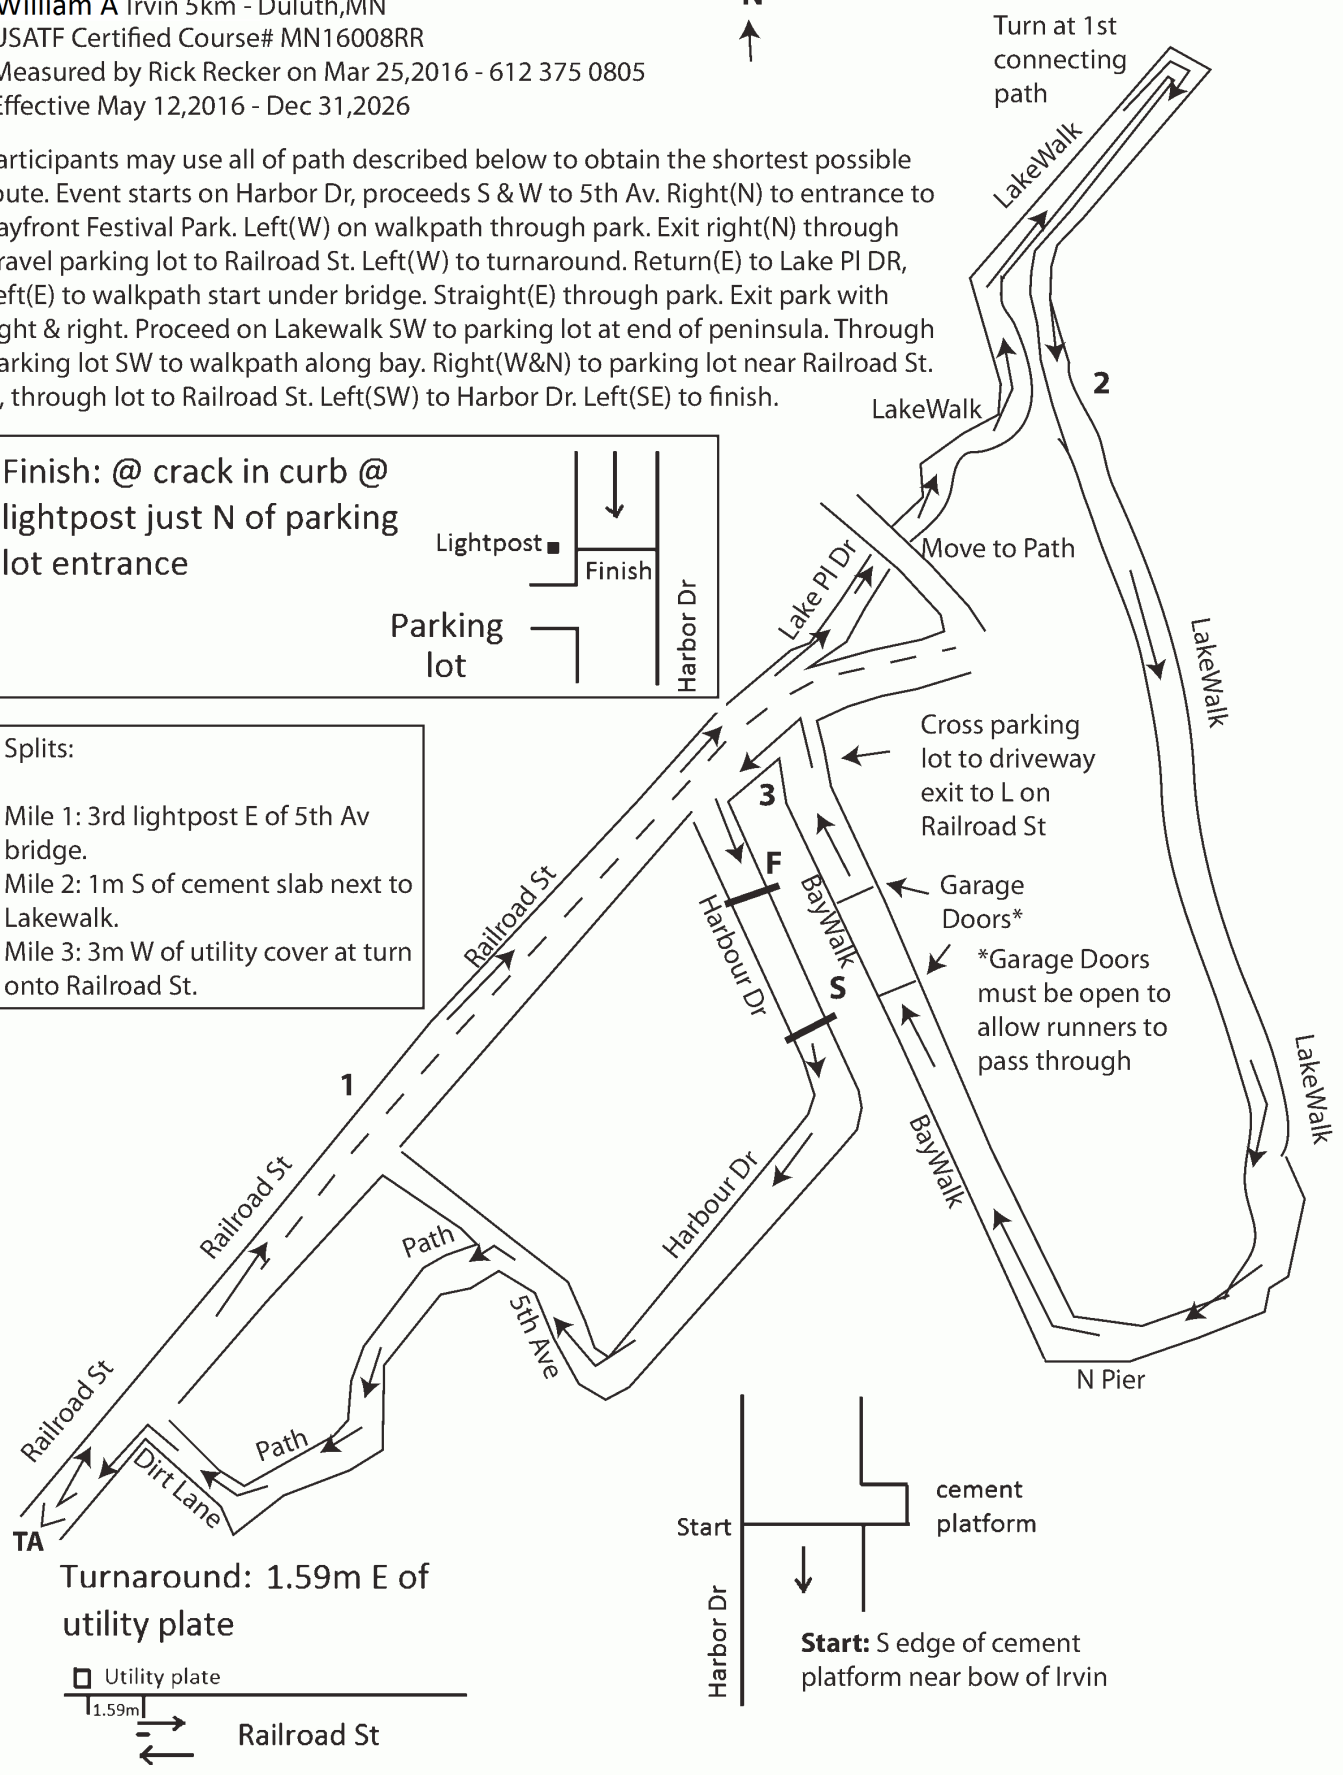 William A Irvin 5km - Duluth,MN
USATF Certified Course# MN16008RR
Measured by Rick Recker on Mar 25,2016 - 612 375 0805
Effective May 12,2016 - Dec 31,2026
N
Turn at 1st
connecting
path
articipants may use all of path described below to obtain the shortest possible
oute. Event starts on Harbor Dr, proceeds S & W to 5th Av. Right(N) to entrance to
ayfront Festival Park. Left(W) on walkpath through park. Exit right(N) through
ravel parking lot to Railroad St. Left(W) to turnaround. Return(E) to Lake Pl DR,
eft(E) to walkpath start under bridge. Straight(E) through park. Exit park with
ght & right. Proceed on Lakewalk SW to parking lot at end of peninsula. Through
arking lot SW to walkpath along bay. Right(W&N) to parking lot near Railroad St.
, through lot to Railroad St. Left(SW) to Harbor Dr. Left(SE) to finish.
LakeWalk
LakeWalk
2
Finish: @ crack in curb @
lightpost just N of parking
lot entrance
Lightpost
Finish
Parking
lot
Harbor Dr
Move to Path
Lake Pl Dr
LakeWalk
Splits:
Mile 1: 3rd lightpost E of 5th Av
bridge.
Mile 2: 1m S of cement slab next to
Lakewalk.
Mile 3: 3m W of utility cover at turn
onto Railroad St.
Cross parking
lot to driveway
exit to L on
Railroad St
3
F
Railroad St
Harbour Dr
BayWalk
Garage
Doors*
*Garage Doors
must be open to
allow runners to
pass through
S
1
LakeWalk
BayWalk
Railroad St
Harbour Dr
Path
5th Ave
Railroad St
Path
Dirt Lane
N Pier
TA
Turnaround: 1.59m E of
utility plate
Utility plate
1.59m
Railroad St
Start
cement
platform
Harbor Dr
Start: S edge of cement
platform near bow of Irvin